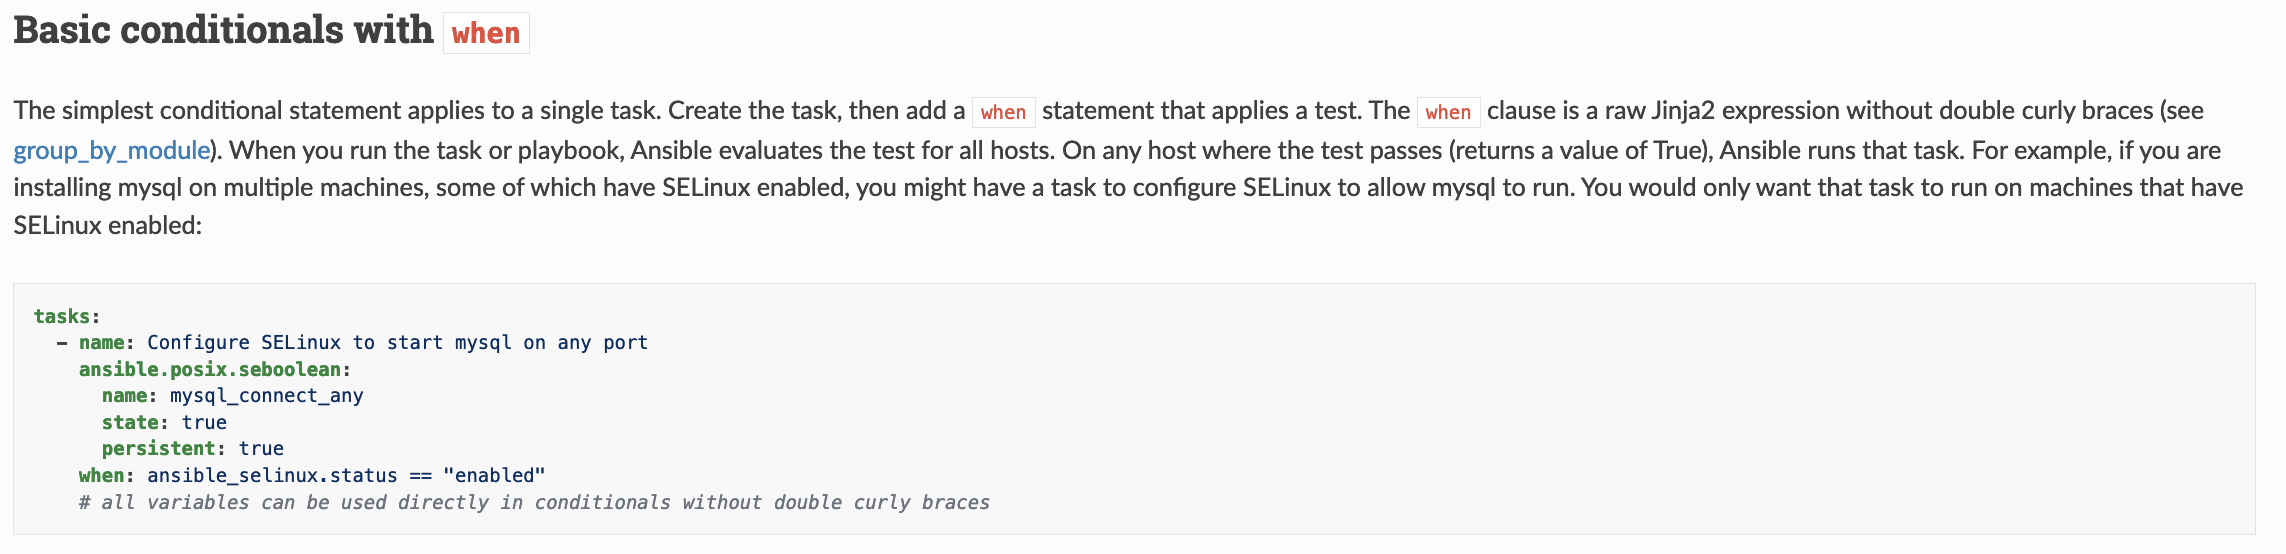 Basic conditionals with when
The simplest conditional statement applies to a single task. Create the task, then add a when statement that applies a test. The when clause is a raw Jinja2 expression without double curly braces (see
group_by_module). When you run the task or playbook, Ansible evaluates the test for all hosts. On any host where the test passes (returns a value of True), Ansible runs that task. For example, if you are
installing mysql on multiple machines, some of which have SELinux enabled, you might have a task to configure SELinux to allow mysql to run. You would only want that task to run on machines that have
SELinux enabled:
tasks:
  - name: Configure SELinux to start mysql on any port
    ansible.posix.seboolean:
      name: mysql_connect_any
      state: true
      persistent: true
    when: ansible_selinux.status == "enabled"
    # all variables can be used directly in conditionals without double curly braces